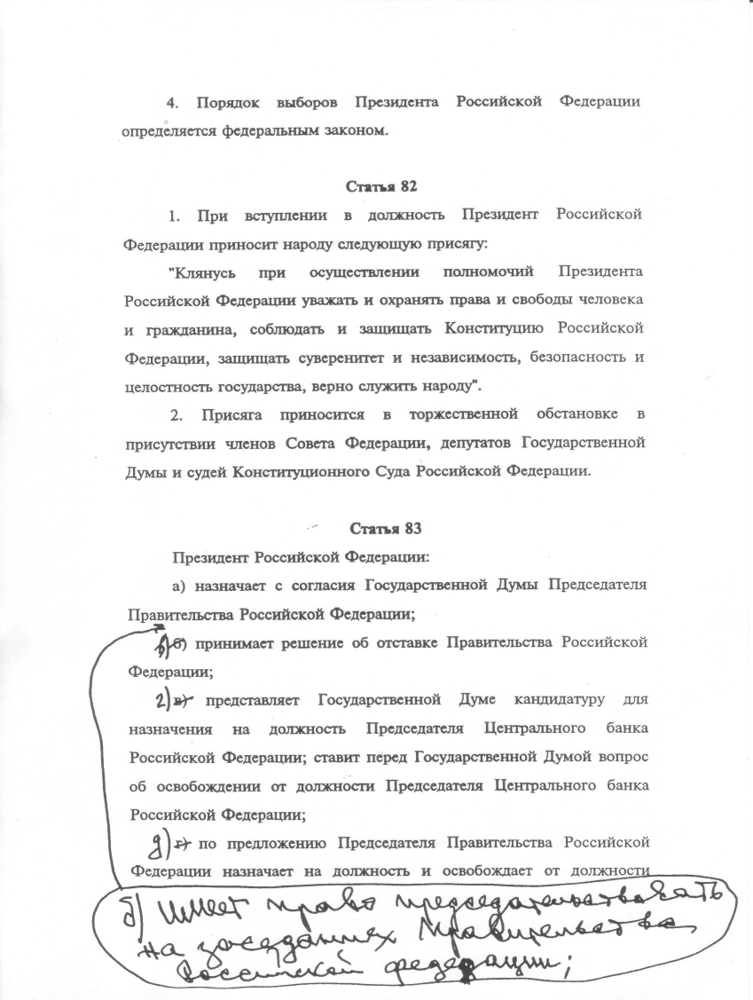 4. Порядок выборов Президента Российской Федерации
определяется федеральным законом.
Статья 82
1. При вступлении в должность Президент Российской
Федерации приносит народу следующую присягу:
"Клянусь при осуществлении полномочий Президента
Российской Федерации уважать и охранять права и свободы человека
и гражданина, соблюдать и защищать Конституцию Российской
Федерации, защищать суверенитет и независимость, безопасность и
целостность государства, верно служить народу".
2. Присяга приносится в торжественной обстановке в
присутствии членов Совета Федерации, депутатов Государственной
Думы и судей Конституционного Суда Российской Федерации.
Статья 83
Президент Российской Федерации:
а) назначает с согласия Государственной Думы Председателя
Правительства Российской Федерации;
в) б) принимает решение об отставке Правительства Российской
Федерации;
г) в) представляет Государственной Думе кандидатуру для
назначения на должность Председателя Центрального банка
Российской Федерации; ставит перед Государственной Думой вопрос
об освобождении от должности Председателя Центрального банка
Российской Федерации;
д) г) по предложению Председателя Правительства Российской
Федерации назначает на должность и освобождает от должности
б) имеет право председательствовать
на заседаниях Правительства
Российской Федерации;